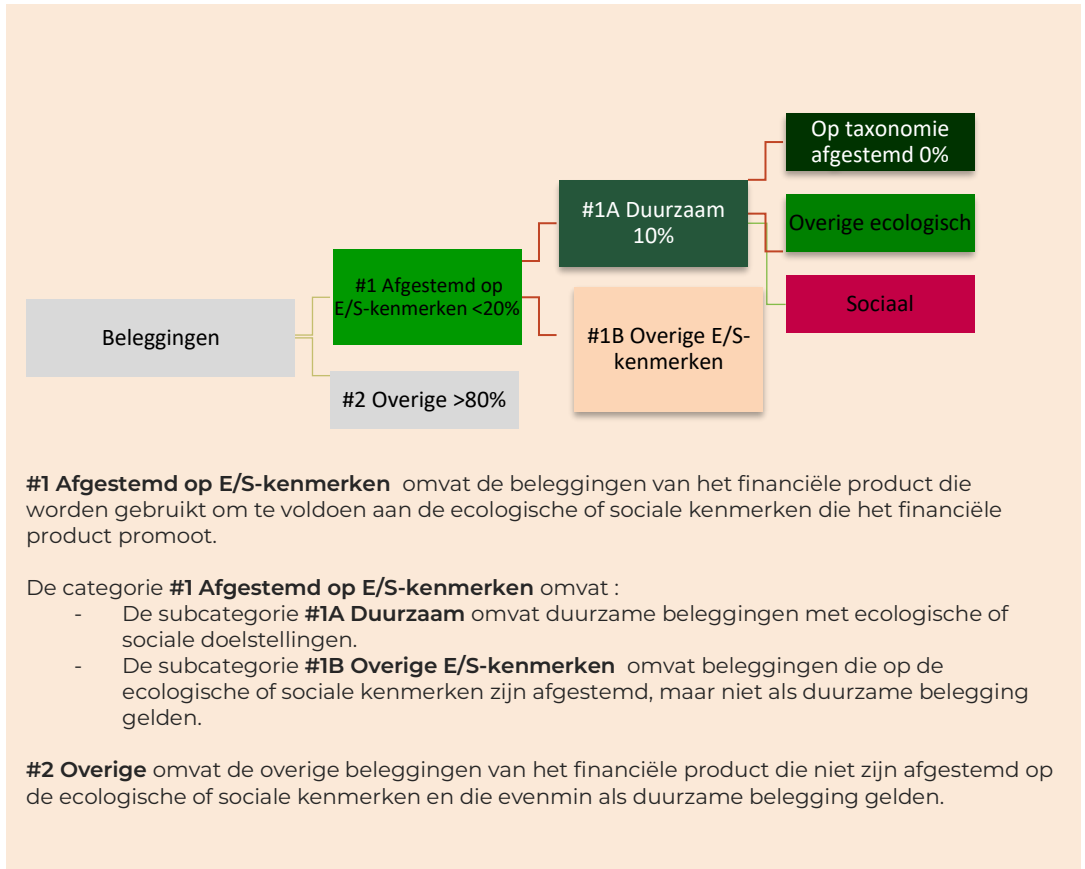 Op taxonomie
afgestemd 0%
#1A Duurzaam
10%
Overige ecologisch
#1 Afgestemd op
E/S-kenmerken <20%
Sociaal
Beleggingen
#1B Overige E/S-
kenmerken
#2 Overige >80%
#1 Afgestemd op E/S-kenmerken omvat de beleggingen van het financiële product die
worden gebruikt om te voldoen aan de ecologische of sociale kenmerken die het financiële
product promoot.
De categorie #1 Afgestemd op E/S-kenmerken omvat :
- De subcategorie #1A Duurzaam omvat duurzame beleggingen met ecologische of
sociale doelstellingen.
- De subcategorie #1B Overige E/S-kenmerken omvat beleggingen die op de
ecologische of sociale kenmerken zijn afgestemd, maar niet als duurzame belegging
gelden.
#2 Overige omvat de overige beleggingen van het financiële product die niet zijn afgestemd op
de ecologische of sociale kenmerken en die evenmin als duurzame belegging gelden.